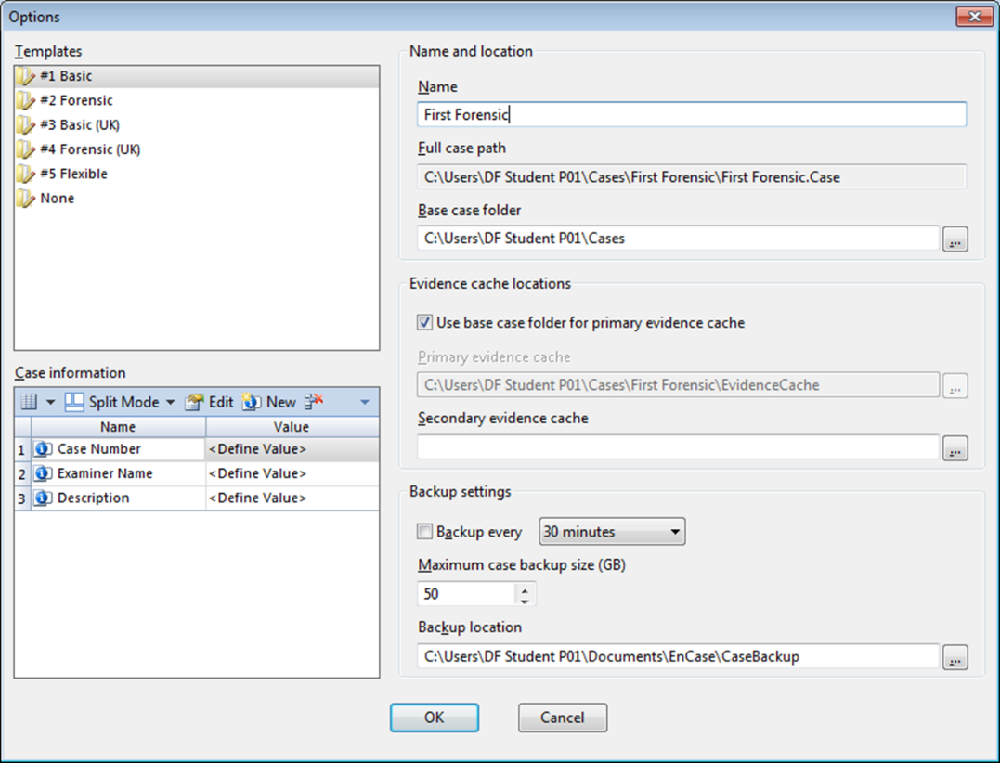 Options
Templates
#1 Basic
#2 Forensic
#3 Basic (UK)
#4 Forensic (UK)
#5 Flexible
None
Case information
Split Mode Edit New
Name Value
1 Case Number <Define Value>
2 Examiner Name <Define Value>
3 Description <Define Value>
Name and location
Name
First Forensic
Full case path
C:\Users\DF Student P01\Cases\First Forensic\First Forensic.Case
Base case folder
C:\Users\DF Student P01\Cases
...
Evidence cache locations
Use base case folder for primary evidence cache
Primary evidence cache
C:\Users\DF Student P01\Cases\First Forensic\EvidenceCache
...
Secondary evidence cache
...
Backup settings
Backup every 30 minutes
Maximum case backup size (GB)
50
Backup location
C:\Users\DF Student P01\Documents\EnCase\CaseBackup
...
OK Cancel